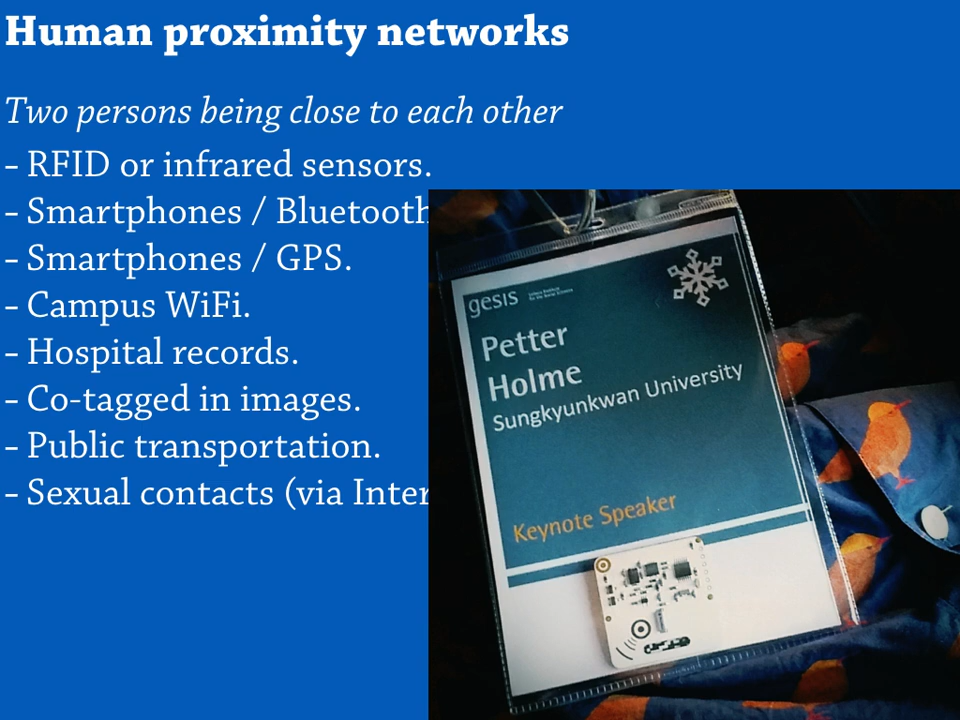 Human proximity networks
Two persons being close to each other
– RFID or infrared sensors.
– Smartphones / Bluetooth
– Smartphones / GPS.
– Campus WiFi.
– Hospital records.
– Co-tagged in images.
– Public transportation.
– Sexual contacts (via Inter
gesis
Petter
Holme
Sungkyunkwan University
Keynote Speaker